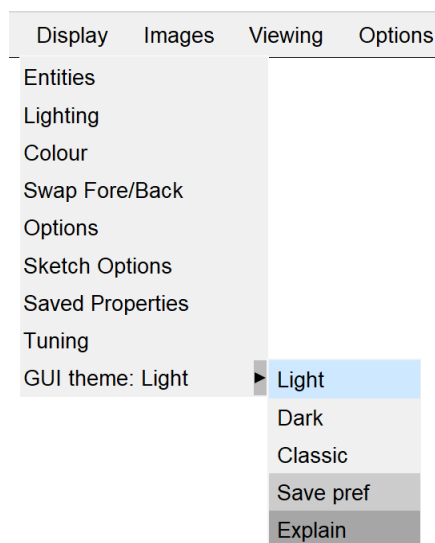 Display Images Viewing Options
Entities
Lighting
Colour
Swap Fore/Back
Options
Sketch Options
Saved Properties
Tuning
GUI theme: Light
Light
Dark
Classic
Save pref
Explain